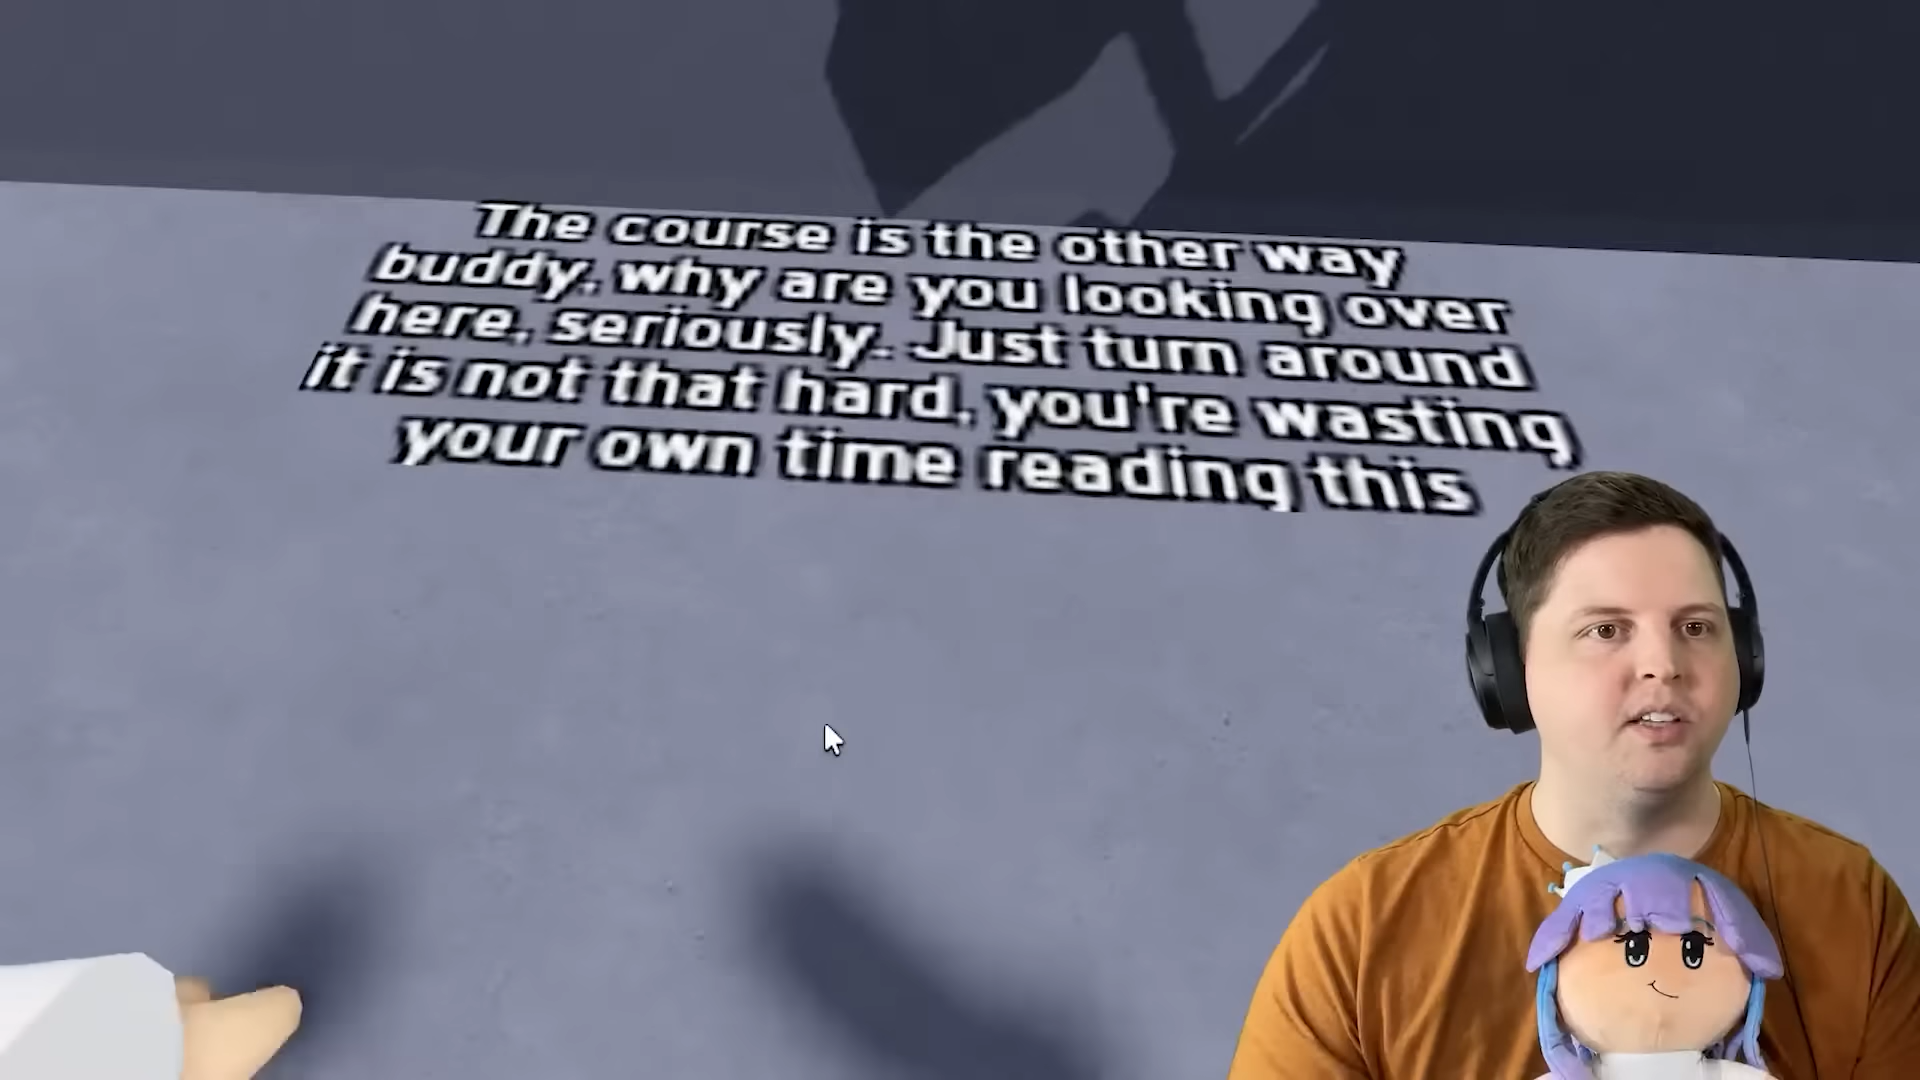 The course is the other way
buddy, why are you looking over
here, seriously. Just turn around
it is not that hard, you're wasting
your own time reading this